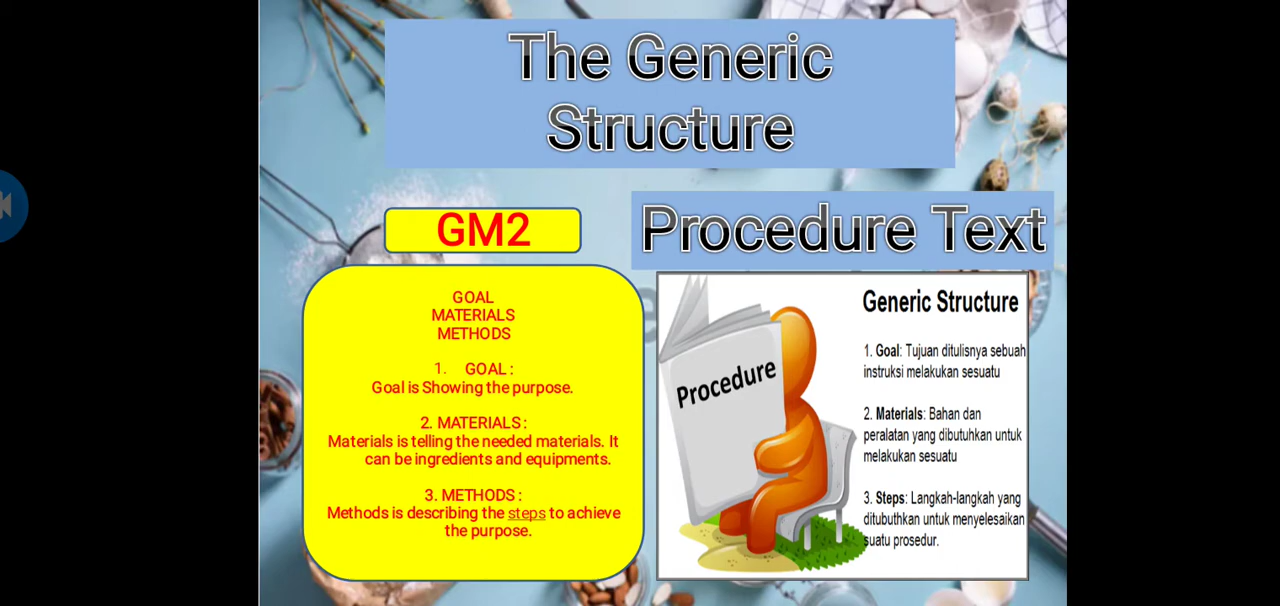 The Generic
Structure
GM2
GOAL
MATERIALS
METHODS
1. GOAL :
Goal is Showing the purpose.
2. MATERIALS :
Materials is telling the needed materials. It
can be ingredients and equipments.
3. METHODS :
Methods is describing the steps to achieve
the purpose.
Procedure Text
Procedure
Generic Structure
1. Goal: Tujuan ditulisnya sebuah
instruksi melakukan sesuatu
2. Materials: Bahan dan
peralatan yang dibutuhkan untuk
melakukan sesuatu
3. Steps: Langkah-langkah yang
ditubuthkan untuk menyelesaikan
suatu prosedur.